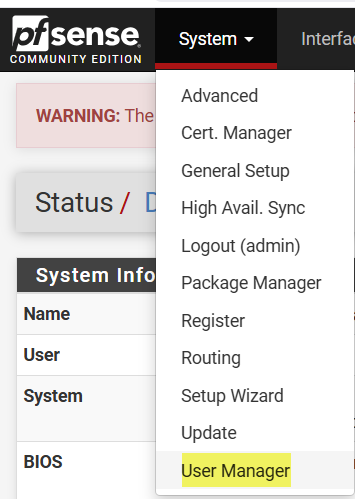 pfsense
COMMUNITY EDITION
System
Interfa
WARNING: The
Status / D
System Info
Name
User
System
BIOS
Advanced
Cert. Manager
General Setup
High Avail. Sync
Logout (admin)
Package Manager
Register
Routing
Setup Wizard
Update
User Manager